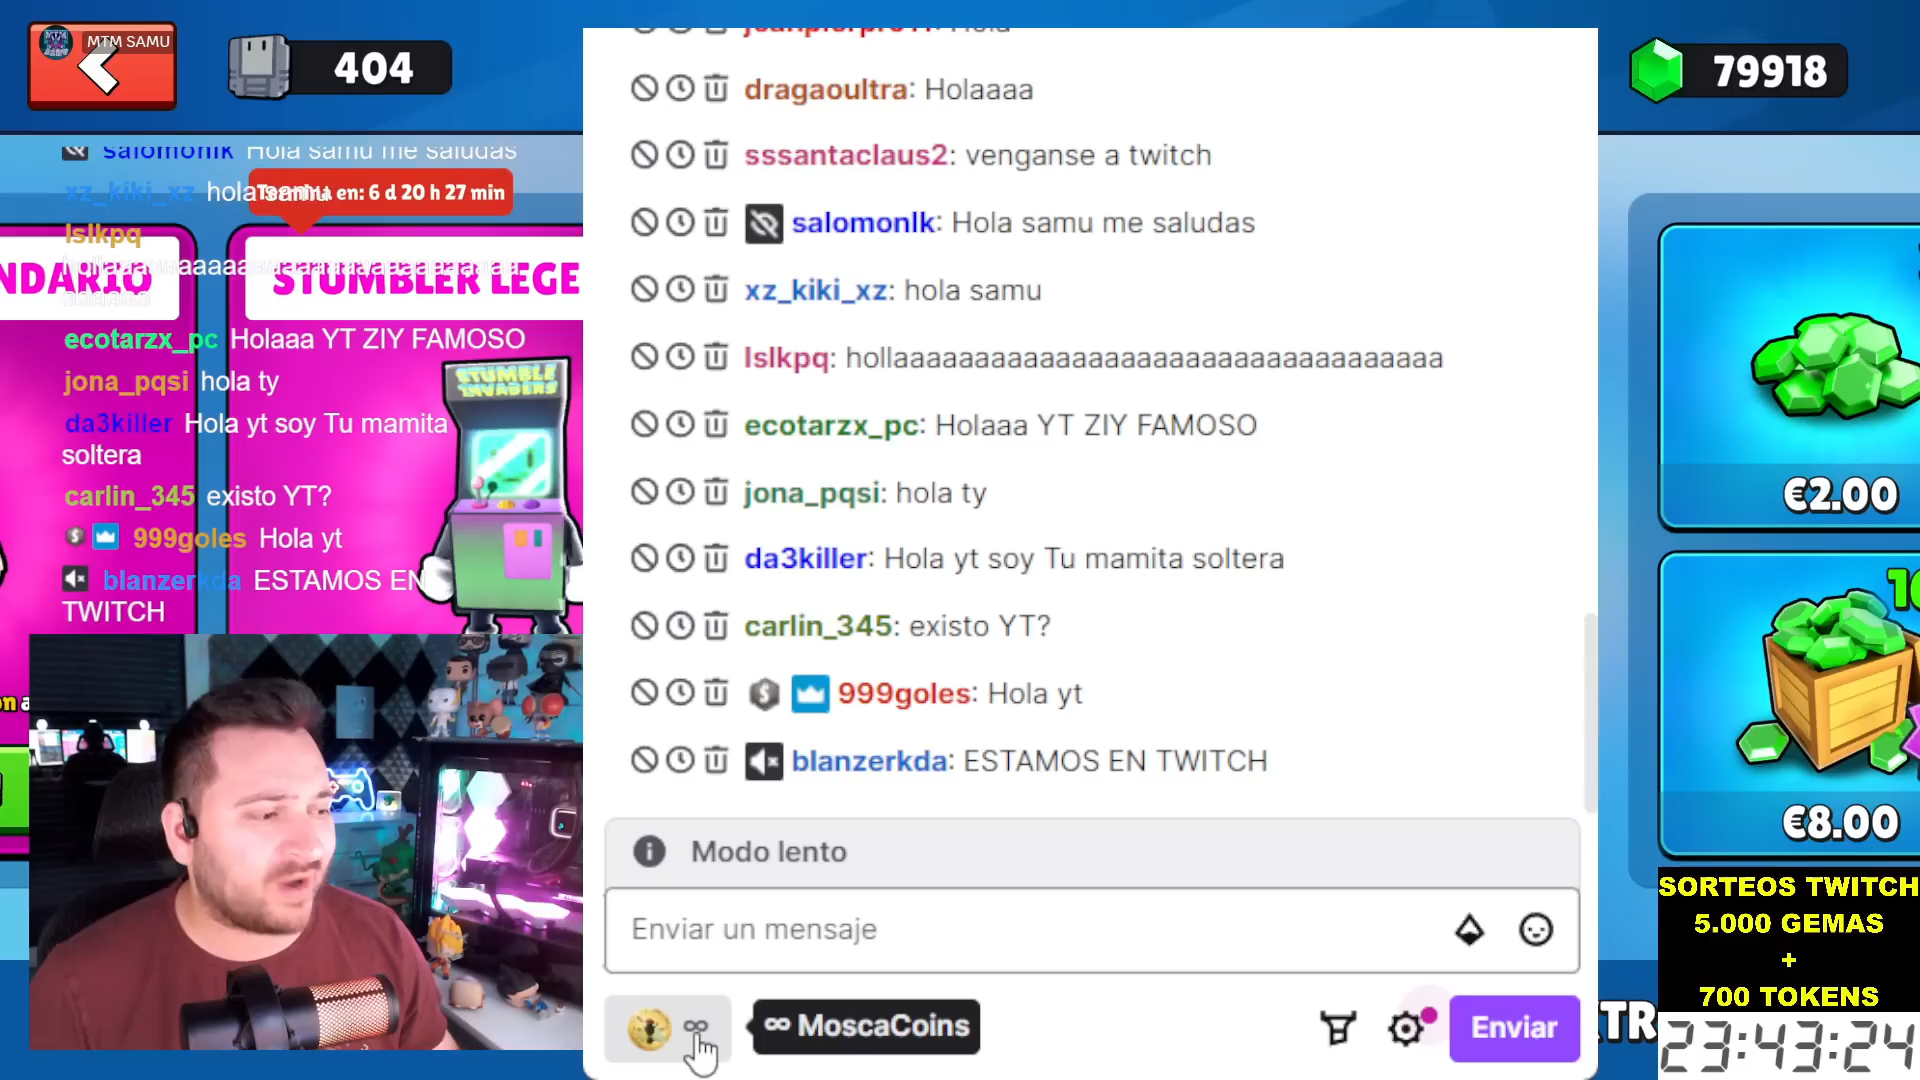 MTM SAMU
404
79918
salomonlk Hola samu me saludas
xz_kiki_xz hola samu
Termina en: 6 d 20 h 27 min
lslkpq
NDARIO
STUMBLER LEGE
ecotarzx_pc Holaaa YT ZIY FAMOSO
jona_pqsi hola ty
da3killer Hola yt soy Tu mamita
soltera
carlin_345 existo YT?
999goles Hola yt
blanzerkda ESTAMOS EN
TWITCH
STUMBLE
INVADERS
on a
dragaoultra: Holaaaa
sssantaclaus2: venganse a twitch
salomonlk: Hola samu me saludas
xz_kiki_xz: hola samu
lslkpq: hollaaaaaaaaaaaaaaaaaaaaaaaaaaaaaaaaaa
ecotarzx_pc: Holaaa YT ZIY FAMOSO
jona_pqsi: hola ty
da3killer: Hola yt soy Tu mamita soltera
carlin_345: existo YT?
999goles: Hola yt
blanzerkda: ESTAMOS EN TWITCH
Modo lento
Enviar un mensaje
∞
∞ MoscaCoins
Enviar
€2.00
€8.00
SORTEOS TWITCH
5.000 GEMAS
+
700 TOKENS
23:43:24